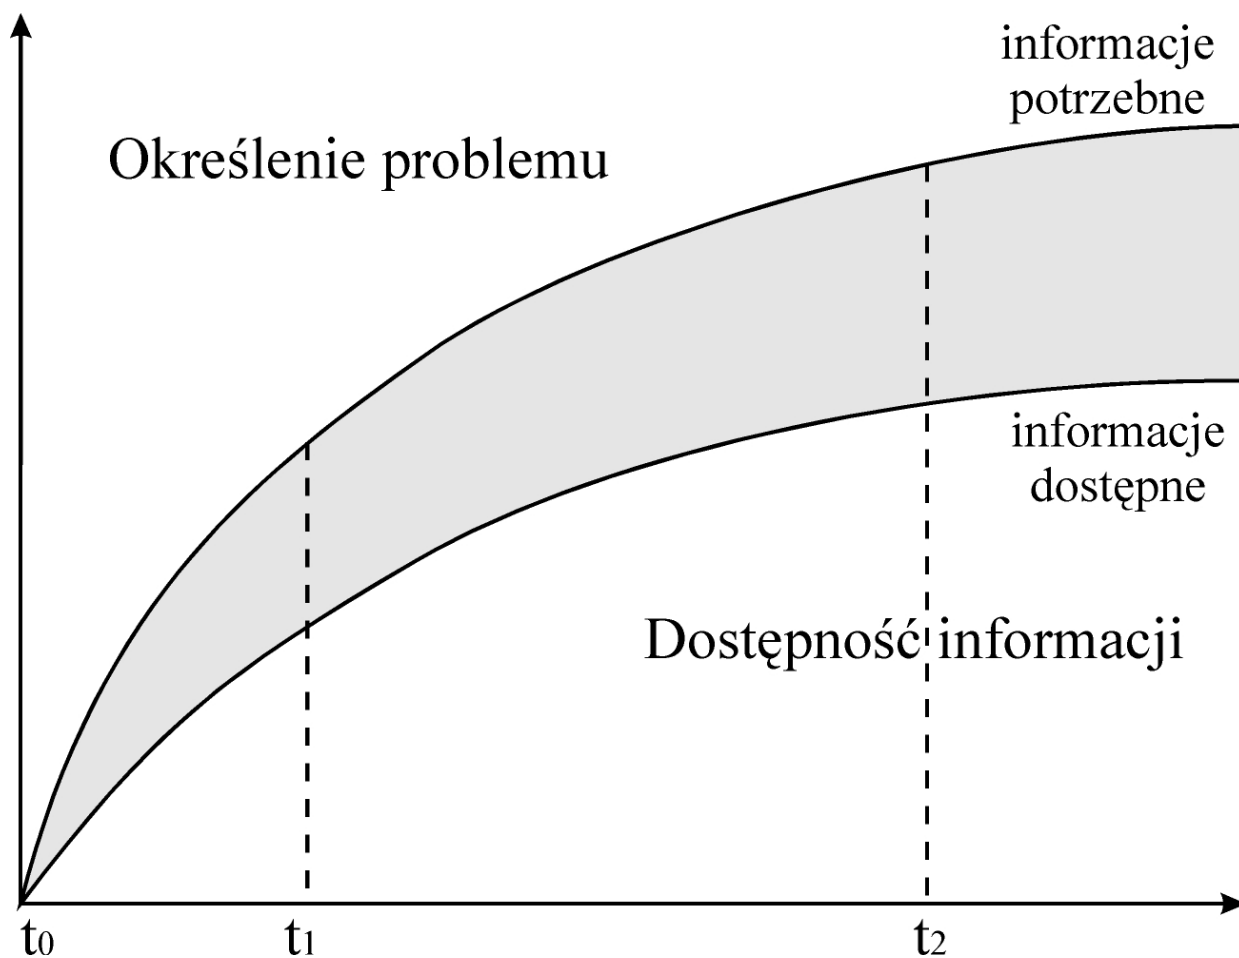 informacje
potrzebne
Określenie problemu
informacje
dostępne
Dostępność informacji
t0
t1
t2